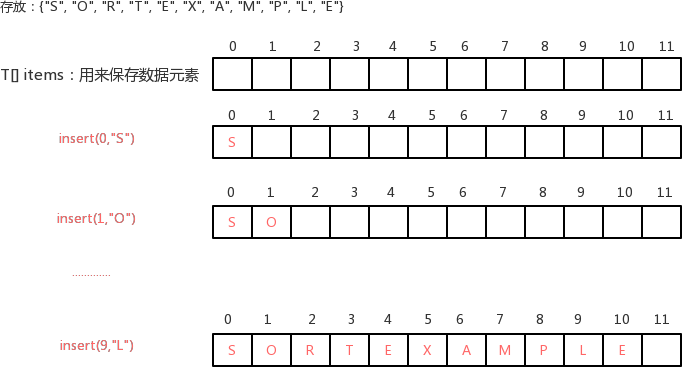 存放：{"S", "O", "R", "T", "E", "X", "A", "M", "P", "L", "E"}
0 1 2 3 4 5 6 7 8 9 10 11
T[] items：用来保存数据元素
0 1 2 3 4 5 6 7 8 9 10 11
insert(0,"S") S
0 1 2 3 4 5 6 7 8 9 10 11
insert(1,"O") S O
.............
0 1 2 3 4 5 6 7 8 9 10 11
insert(9,"L") S O R T E X A M P L E